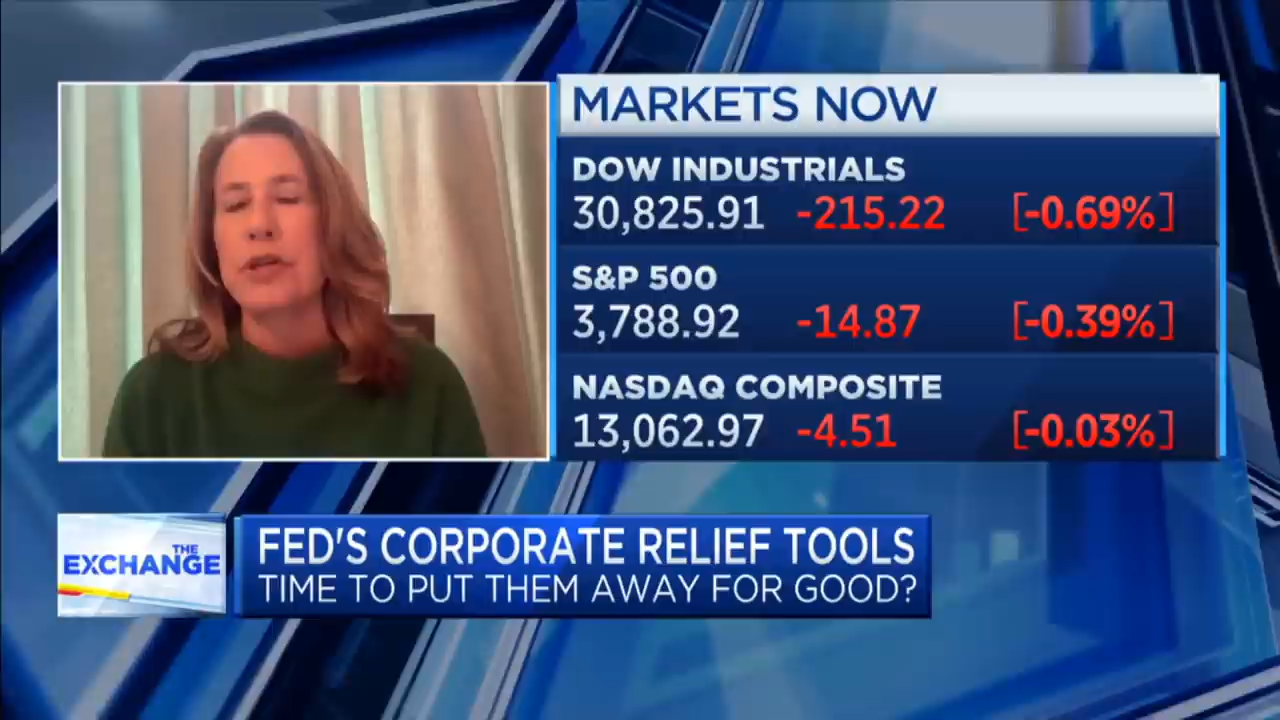 MARKETS NOW
DOW INDUSTRIALS
30,825.91 -215.22 [-0.69%]
S&P 500
3,788.92 -14.87 [-0.39%]
NASDAQ COMPOSITE
13,062.97 -4.51 [-0.03%]
THE
EXCHANGE
FED'S CORPORATE RELIEF TOOLS
TIME TO PUT THEM AWAY FOR GOOD?